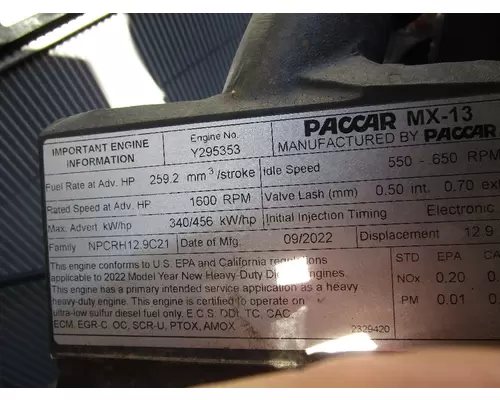 IMPORTANT ENGINE INFORMATION
Engine No. Y295353
PACCAR MX-13
MANUFACTURED BY PACCAR
Fuel Rate at Adv. HP 259.2 mm³/stroke
Idle Speed 550 - 650 RPM
Rated Speed at Adv. HP 1600 RPM
Valve Lash (mm) 0.50 int. 0.70 ex
Max. Advert kW/hp 340/456 kW/hp
Initial Injection Timing Electronic
Family NPCRH12.9C21
Date of Mfg. 09/2022
Displacement 12.9
This engine conforms to U.S. EPA and California regulations
applicable to 2022 Model Year New Heavy-Duty Diesel Engines.
This engine has a primary intended service application as a heavy
heavy-duty engine. This engine is certified to operate on
ultra-low sulfur diesel fuel only. E.C.S. DDI, TC, CAC,
ECM, EGR-C, OC, SCR-U, PTOX, AMOX.
2329420
STD EPA CA
NOx 0.20 0.
PM 0.01 0.